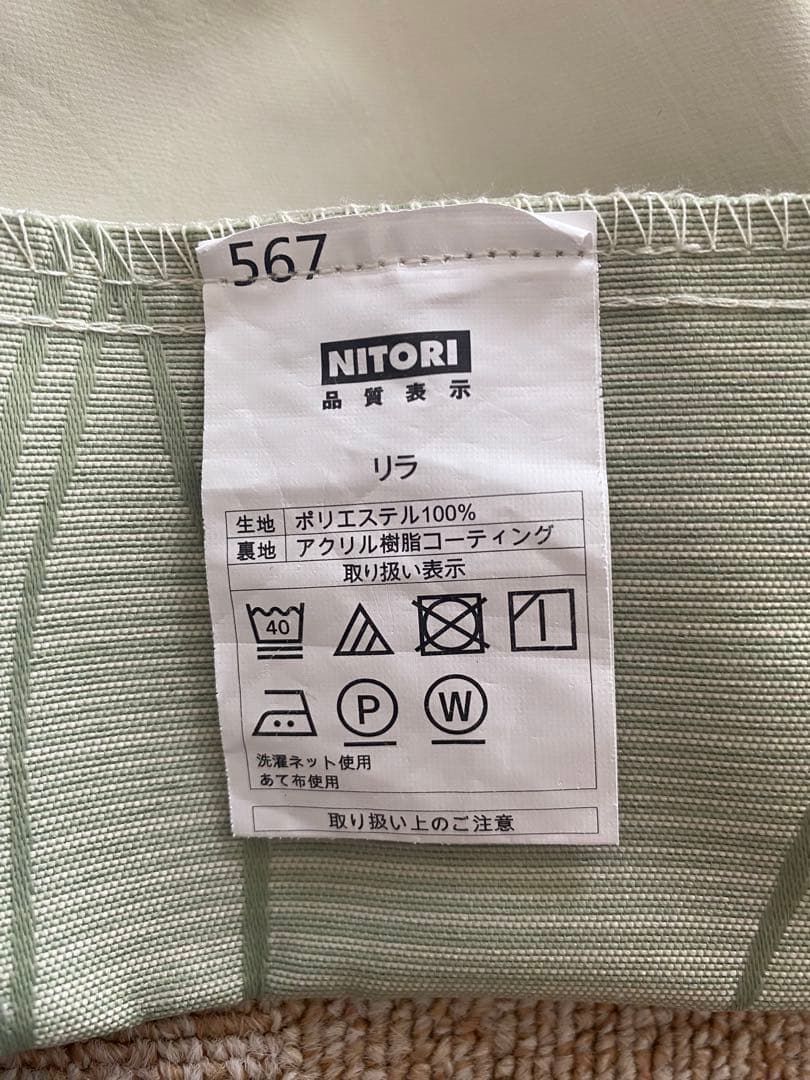 567
NITORI
品質表示
リラ
生地 ポリエステル100%
裏地 アクリル樹脂コーティング
取り扱い表示
40
P W
洗濯ネット使用
あて布使用
取り扱い上のご注意